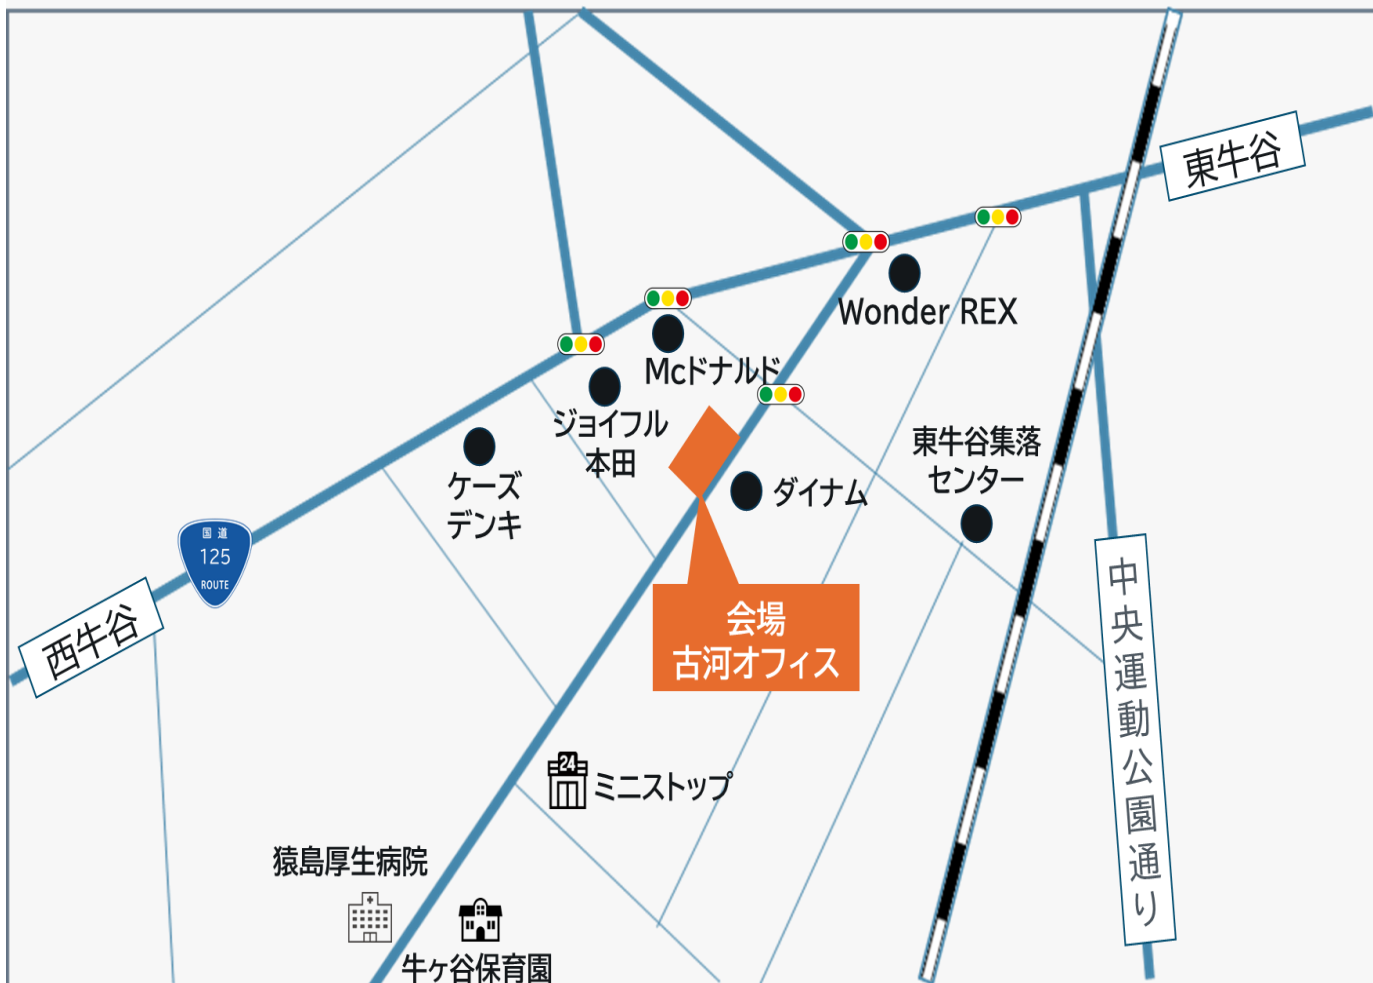 東牛谷
Wonder REX
Mcドナルド
ジョイフル
本田
東牛谷集落
センター
ケーズ
デンキ
ダイナム
国道
125
ROUTE
西牛谷
会場
古河オフィス
中央運動公園通り
24
ミニストップ
猿島厚生病院
牛ヶ谷保育園